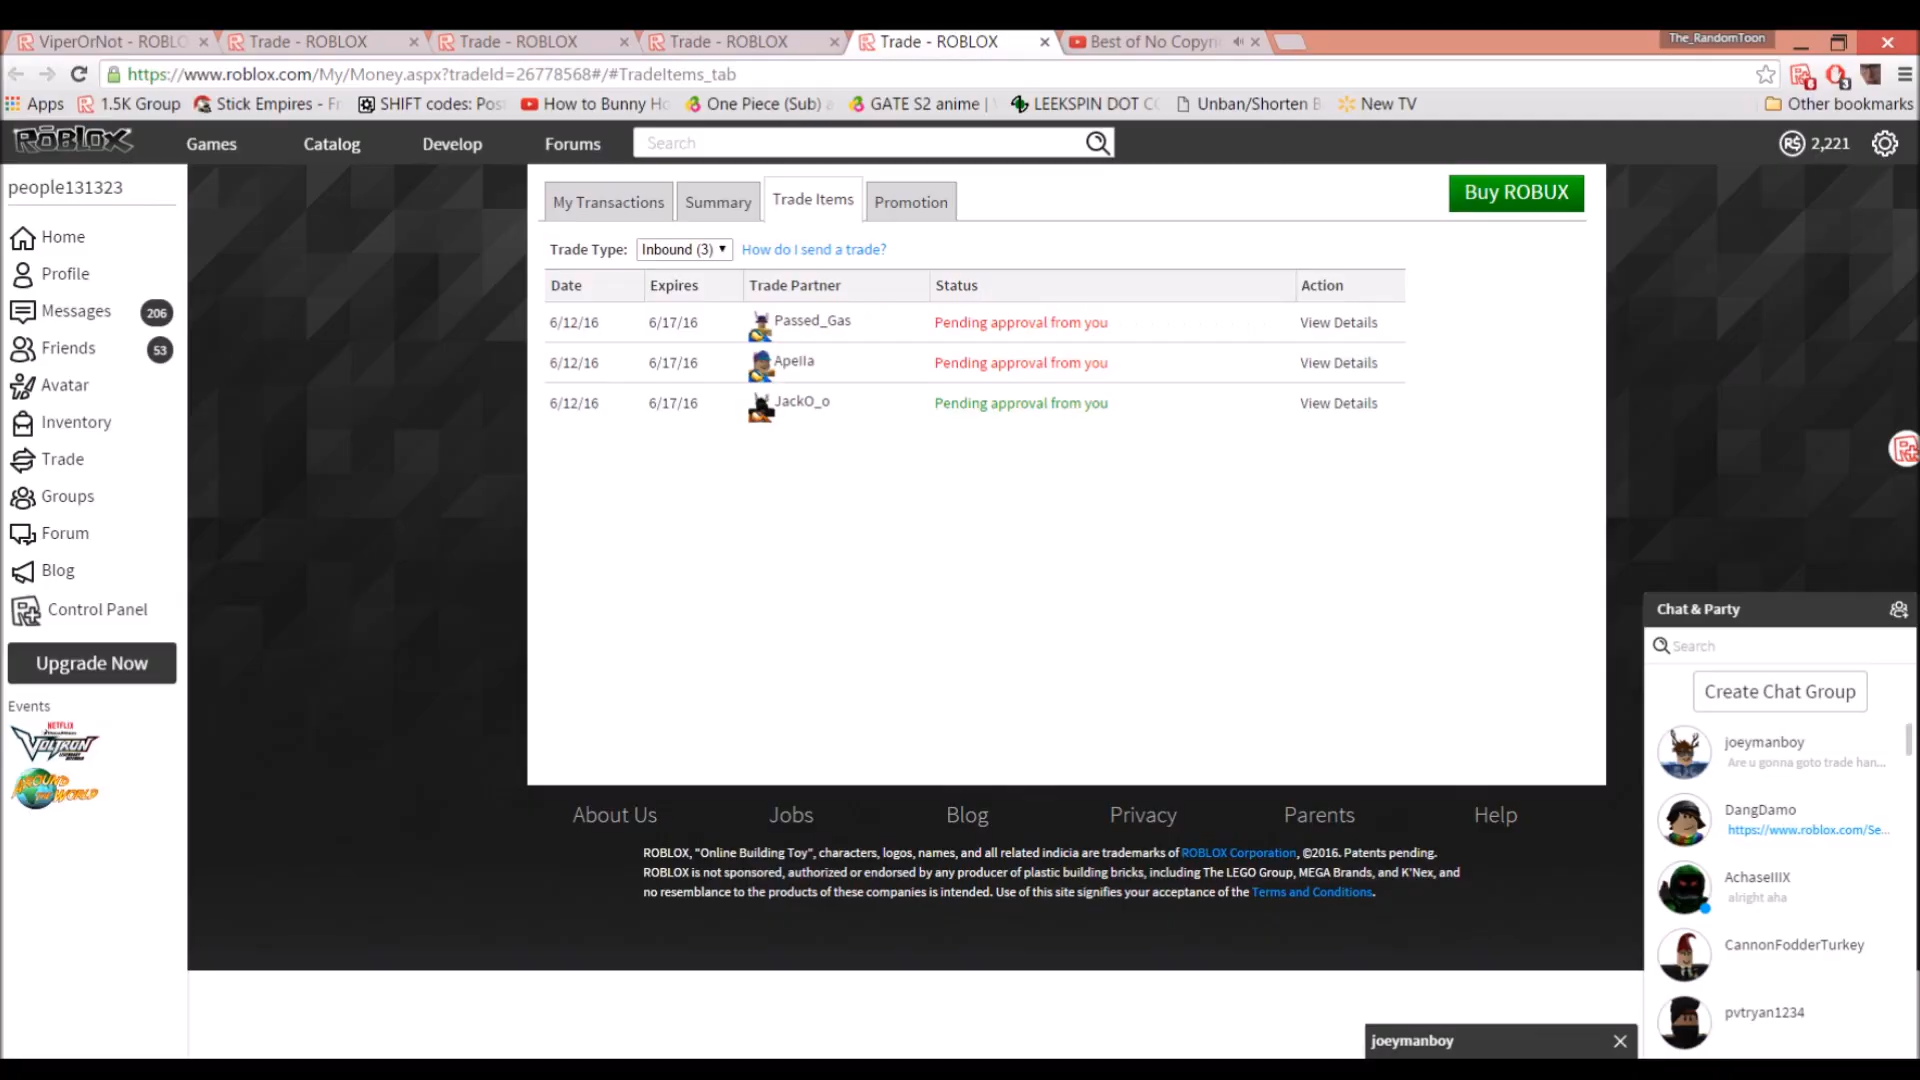 The_RandomToon
ViperOrNot - ROBLO
Trade - ROBLOX
Trade - ROBLOX
Trade - ROBLOX
Trade - ROBLOX
Best of No Copyri
https://www.roblox.com/My/Money.aspx?tradeId=26778568#/#TradeItems_tab
Apps
1.5K Group
Stick Empires - Fr
SHIFT codes: Pos
How to Bunny Ho
One Piece (Sub)
GATE S2 anime |
LEEKSPIN DOT C
Unban/Shorten B
New TV
Other bookmarks
ROBLOX
Games
Catalog
Develop
Forums
Search
R$ 2,221
people131323
Home
Profile
Messages 206
Friends 53
Avatar
Inventory
Trade
Groups
Forum
Blog
Control Panel
Upgrade Now
Events
NETFLIX
VOLTRON
AROUND THE WORLD
My Transactions
Summary
Trade Items
Promotion
Buy ROBUX
Trade Type: Inbound (3) How do I send a trade?
Date Expires Trade Partner Status Action
6/12/16 6/17/16 Passed_Gas Pending approval from you View Details
6/12/16 6/17/16 Apella Pending approval from you View Details
6/12/16 6/17/16 JackO_o Pending approval from you View Details
About Us Jobs Blog Privacy Parents Help
ROBLOX, "Online Building Toy", characters, logos, names, and all related indicia are trademarks of ROBLOX Corporation, ©2016. Patents pending.
ROBLOX is not sponsored, authorized or endorsed by any producer of plastic building bricks, including The LEGO Group, MEGA Brands, and K'Nex, and
no resemblance to the products of these companies is intended. Use of this site signifies your acceptance of the Terms and Conditions.
Chat & Party
Search
Create Chat Group
joeymanboy
Are u gonna goto trade han...
DangDamo
https://www.roblox.com/Se...
AchaseIIIX
alright aha
CannonFodderTurkey
pvtryan1234
joeymanboy